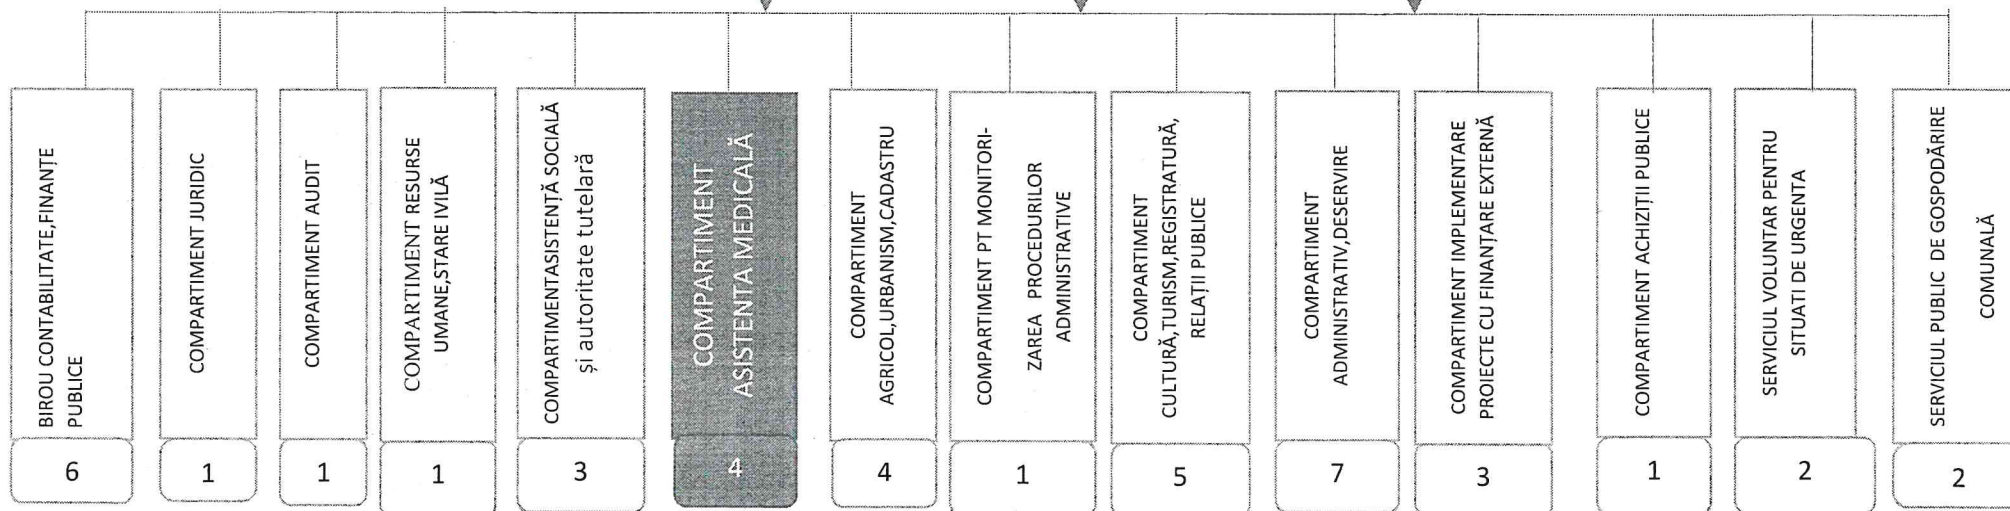 BIROU CONTABILITATE,FINANȚE
PUBLICE
6
COMPARTIMENT JURIDIC
1
COMPARTIMENT AUDIT
1
COMPARTIMENT RESURSE
UMANE,STARE IVILĂ
1
COMPARTIMENTASISTENȚĂ SOCIALĂ
și autoritate tutelară
3
COMPARTIMENT
ASISTENTA MEDICALĂ
4
COMPARTIMENT
AGRICOL,URBANISM,CADASTRU
4
COMPARTIMENT PT MONITORI-
ZAREA PROCEDURILOR
ADMINISTRATIVE
1
COMPARTIMENT
CULTURĂ,TURISM,REGISTRATURĂ,
RELAȚII PUBLICE
5
COMPARTIMENT
ADMINISTRATIV,DESERVIRE
7
COMPARTIMENT IMPLEMENTARE
PROIECTE CU FINANȚARE EXTERNĂ
3
COMPARTIMENT ACHIZIȚII PUBLICE
1
SERVICIUL VOLUNTAR PENTRU
SITUATI DE URGENTA
2
SERVICIUL PUBLIC DE GOSPODĂRIRE
COMUNALĂ
2